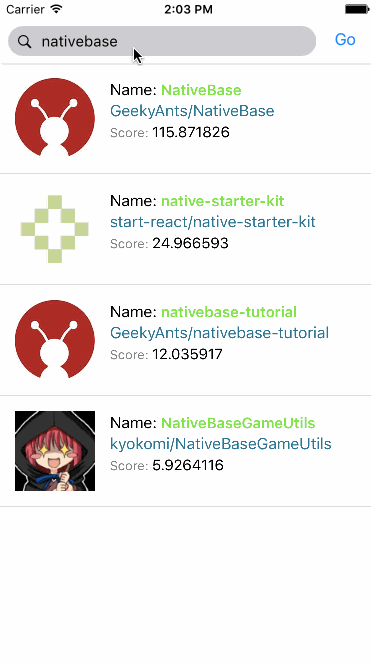 Carrier 2:03 PM
nativebase Go
Name: NativeBase
GeekyAnts/NativeBase
Score: 115.871826
Name: native-starter-kit
start-react/native-starter-kit
Score: 24.966593
Name: nativebase-tutorial
GeekyAnts/nativebase-tutorial
Score: 12.035917
Name: NativeBaseGameUtils
kyokomi/NativeBaseGameUtils
Score: 5.9264116